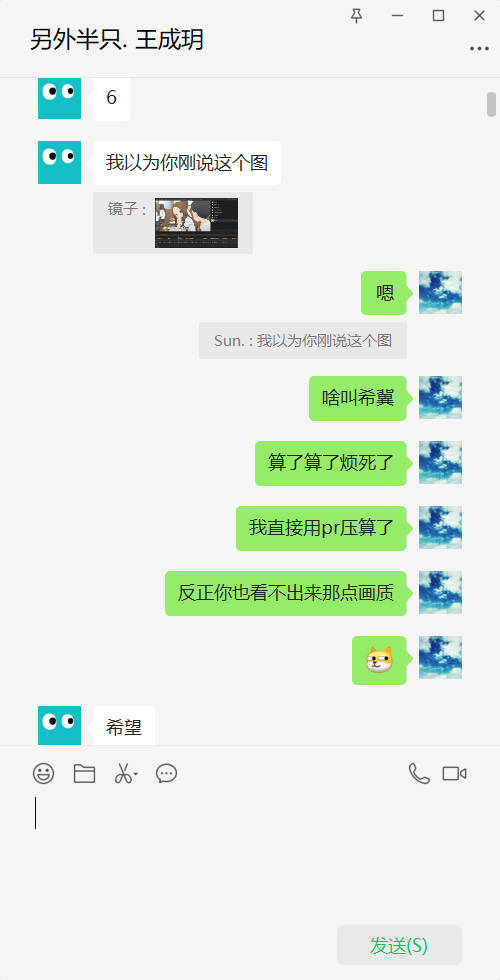 另外半只. 王成玥
6
我以为你刚说这个图
镜子 :
嗯
Sun. : 我以为你刚说这个图
啥叫希冀
算了算了烦死了
我直接用pr压算了
反正你也看不出来那点画质
希望
发送(S)